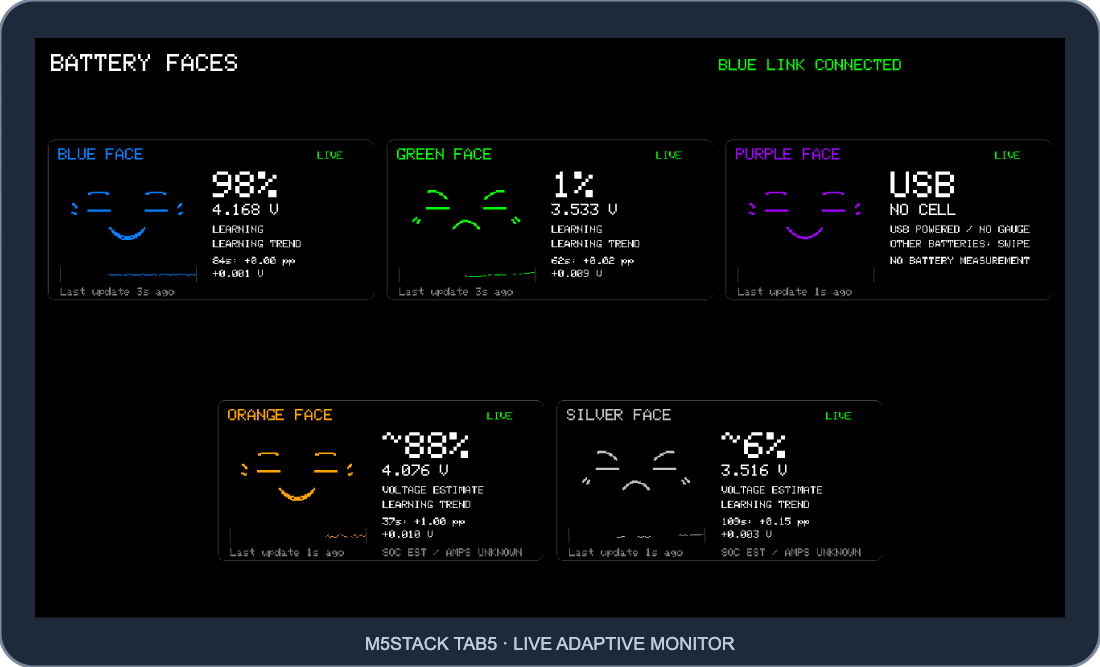 BATTERY FACES
BLUE LINK CONNECTED
BLUE FACE
LIVE
98%
4.168 V
LEARNING
LEARNING TREND
84s: +0.00 pp
+0.001 V
Last update 3s ago
GREEN FACE
LIVE
1%
3.533 V
LEARNING
LEARNING TREND
62s: +0.02 pp
+0.009 V
Last update 3s ago
PURPLE FACE
LIVE
USB
NO CELL
USB POWERED / NO GAUGE
OTHER BATTERIES: SWIPE
NO BATTERY MEASUREMENT
Last update 1s ago
ORANGE FACE
LIVE
~88%
4.076 V
VOLTAGE ESTIMATE
LEARNING TREND
37s: +1.00 pp
+0.010 V
Last update 1s ago
SOC EST / AMPS UNKNOWN
SILVER FACE
LIVE
~6%
3.516 V
VOLTAGE ESTIMATE
LEARNING TREND
109s: +0.15 pp
+0.003 V
Last update 1s ago
SOC EST / AMPS UNKNOWN
M5STACK TAB5 · LIVE ADAPTIVE MONITOR